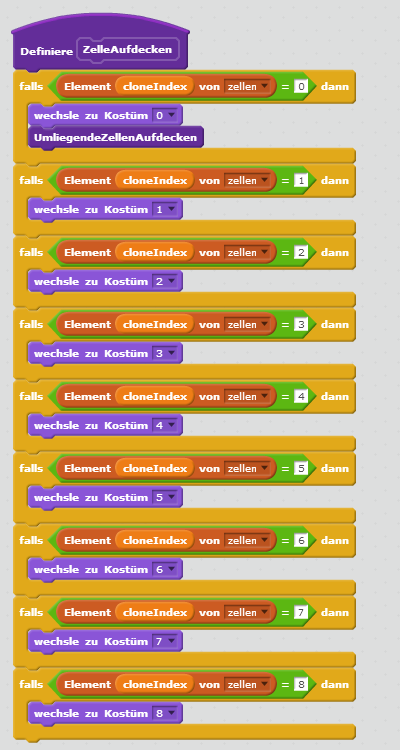 Definiere ZelleAufdecken
falls Element cloneIndex von zellen = 0 dann
wechsle zu Kostüm 0
UmliegendeZellenAufdecken
falls Element cloneIndex von zellen = 1 dann
wechsle zu Kostüm 1
falls Element cloneIndex von zellen = 2 dann
wechsle zu Kostüm 2
falls Element cloneIndex von zellen = 3 dann
wechsle zu Kostüm 3
falls Element cloneIndex von zellen = 4 dann
wechsle zu Kostüm 4
falls Element cloneIndex von zellen = 5 dann
wechsle zu Kostüm 5
falls Element cloneIndex von zellen = 6 dann
wechsle zu Kostüm 6
falls Element cloneIndex von zellen = 7 dann
wechsle zu Kostüm 7
falls Element cloneIndex von zellen = 8 dann
wechsle zu Kostüm 8